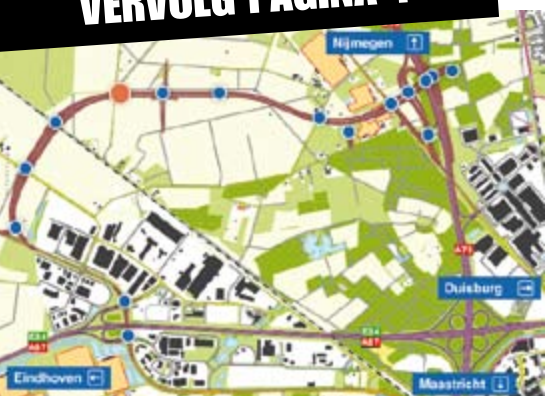 VERVOLG PAGINA
Nijmegen ↑
A73
Duisburg →
E34
A67
E34
A67
Eindhoven ←
Maastricht ↓